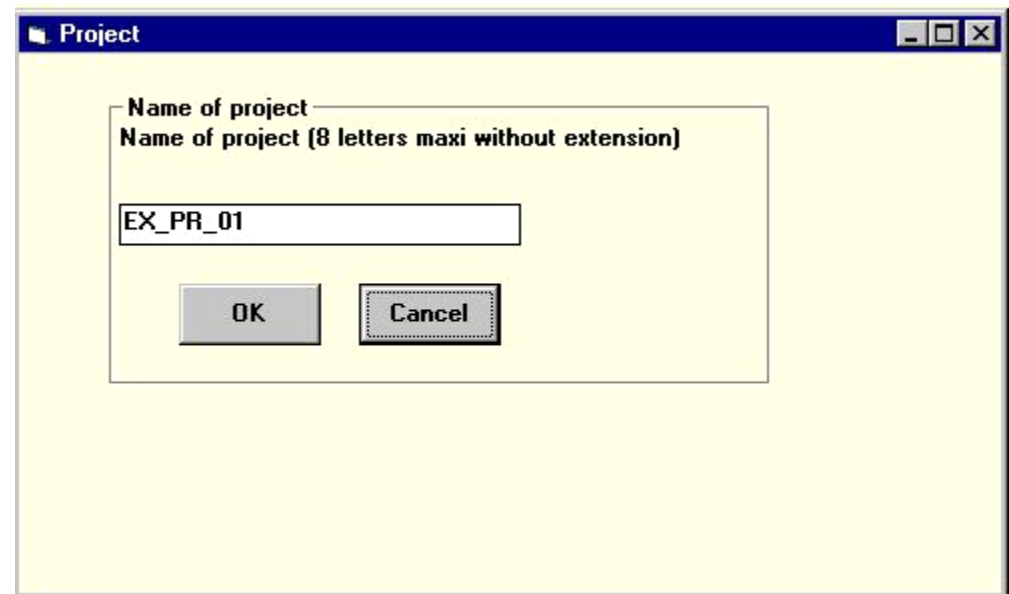 Project
Name of project
Name of project (8 letters maxi without extension)
EX_PR_01
OK Cancel